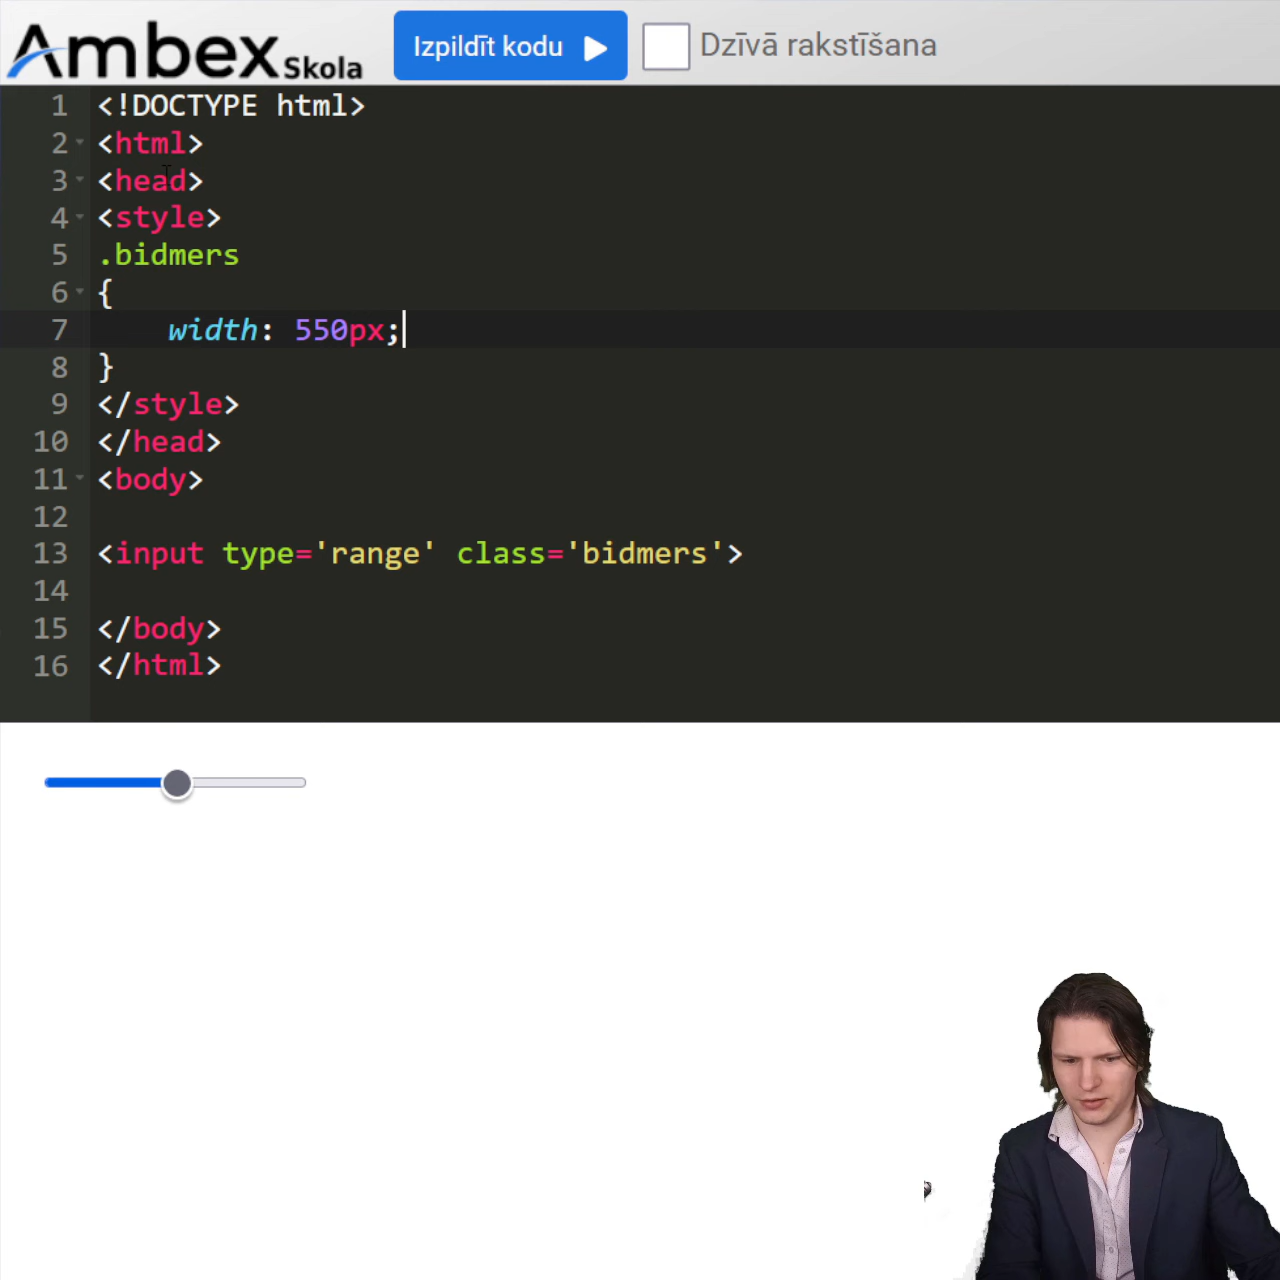 Ambex Skola
Izpildīt kodu
Dzīvā rakstīšana
1 <!DOCTYPE html>
2 <html>
3 <head>
4 <style>
5 .bidmers
6 {
7     width: 550px;
8 }
9 </style>
10 </head>
11 <body>
12
13 <input type='range' class='bidmers'>
14
15 </body>
16 </html>